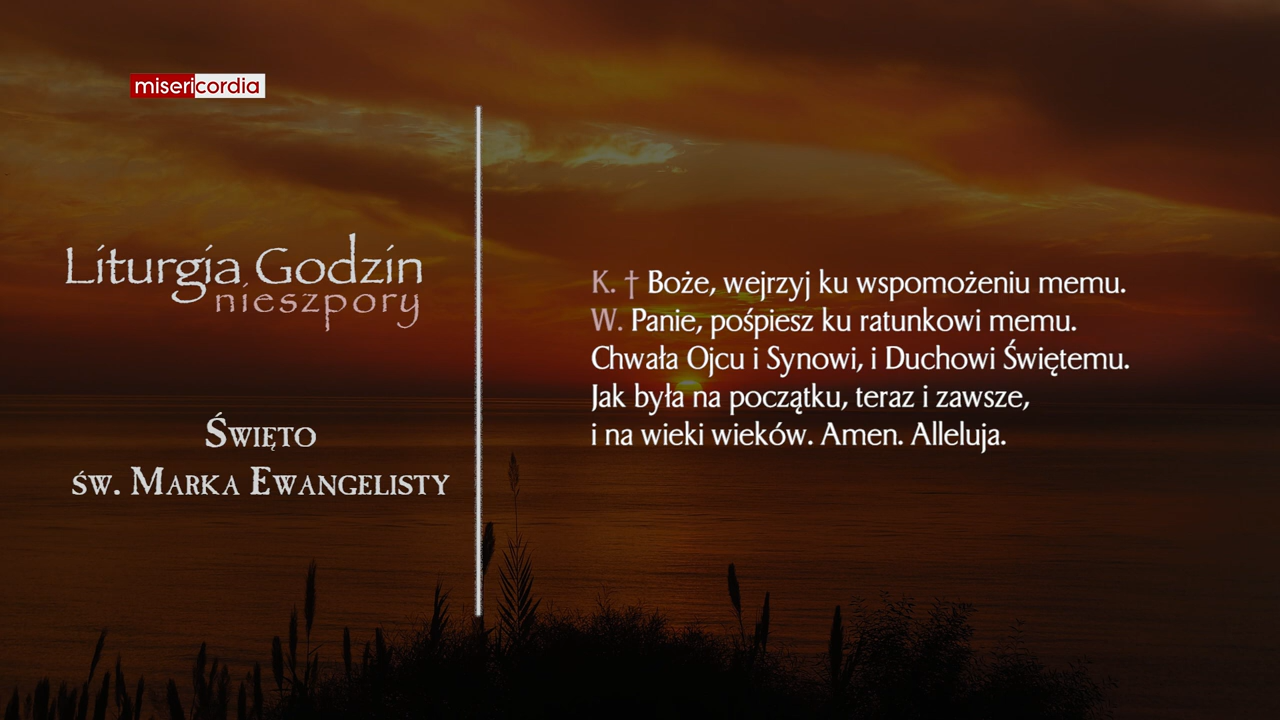 misericordia
Liturgia Godzin
nieszpory
Święto
św. Marka Ewangelisty
K. † Boże, wejrzyj ku wspomożeniu memu.
W. Panie, pośpiesz ku ratunkowi memu.
Chwała Ojcu i Synowi, i Duchowi Świętemu.
Jak była na początku, teraz i zawsze,
i na wieki wieków. Amen. Alleluja.